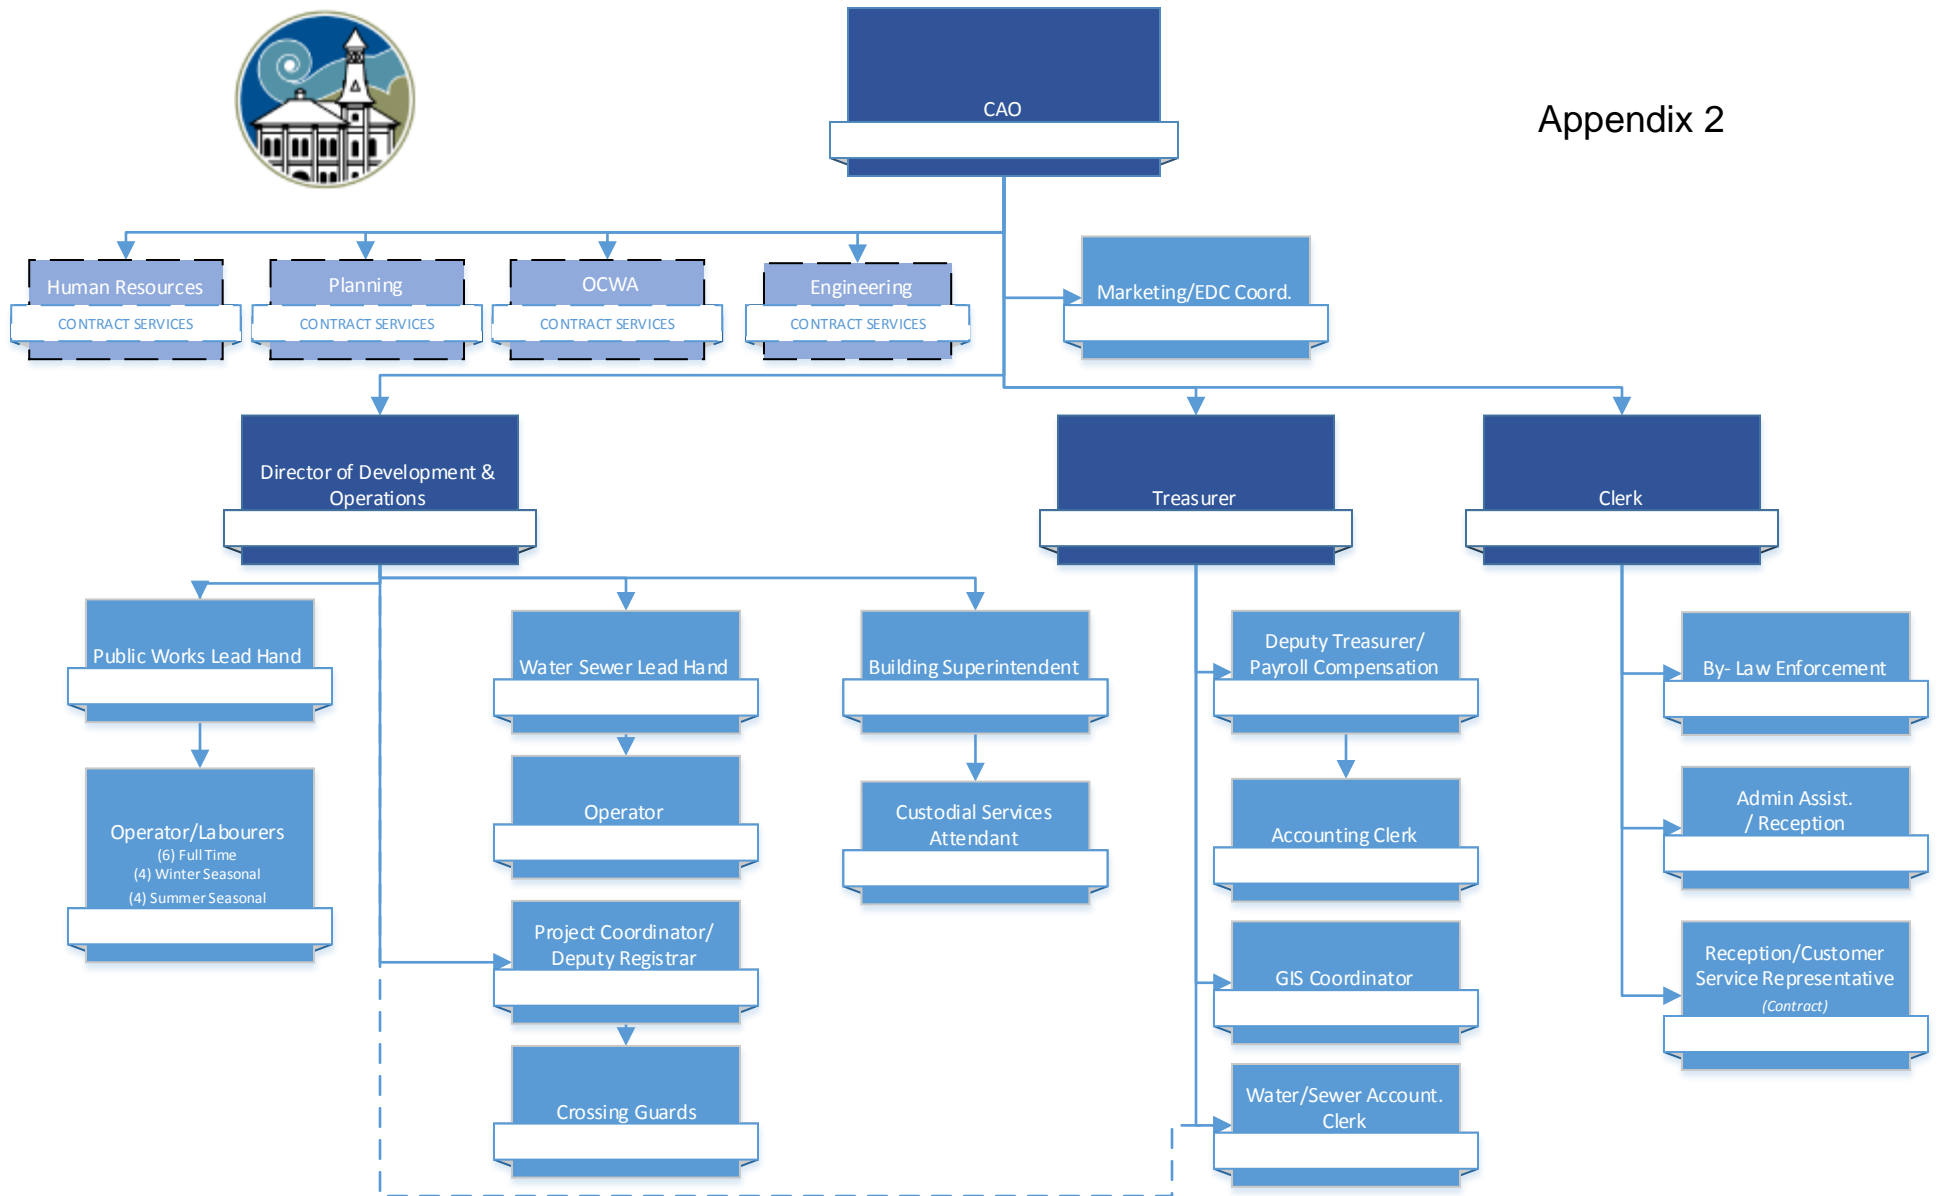 CAO
Appendix 2
Human Resources
CONTRACT SERVICES
Planning
CONTRACT SERVICES
OCWA
CONTRACT SERVICES
Engineering
CONTRACT SERVICES
Marketing/EDC Coord.
Director of Development &
Operations
Treasurer
Clerk
Public Works Lead Hand
Water Sewer Lead Hand
Building Superintendent
Deputy Treasurer/
Payroll Compensation
By- Law Enforcement
Operator/Labourers
(6) Full Time
(4) Winter Seasonal
(4) Summer Seasonal
Operator
Custodial Services
Attendant
Accounting Clerk
Admin Assist.
/ Reception
Project Coordinator/
Deputy Registrar
GIS Coordinator
Reception/Customer
Service Representative
(Contract)
Crossing Guards
Water/Sewer Account.
Clerk